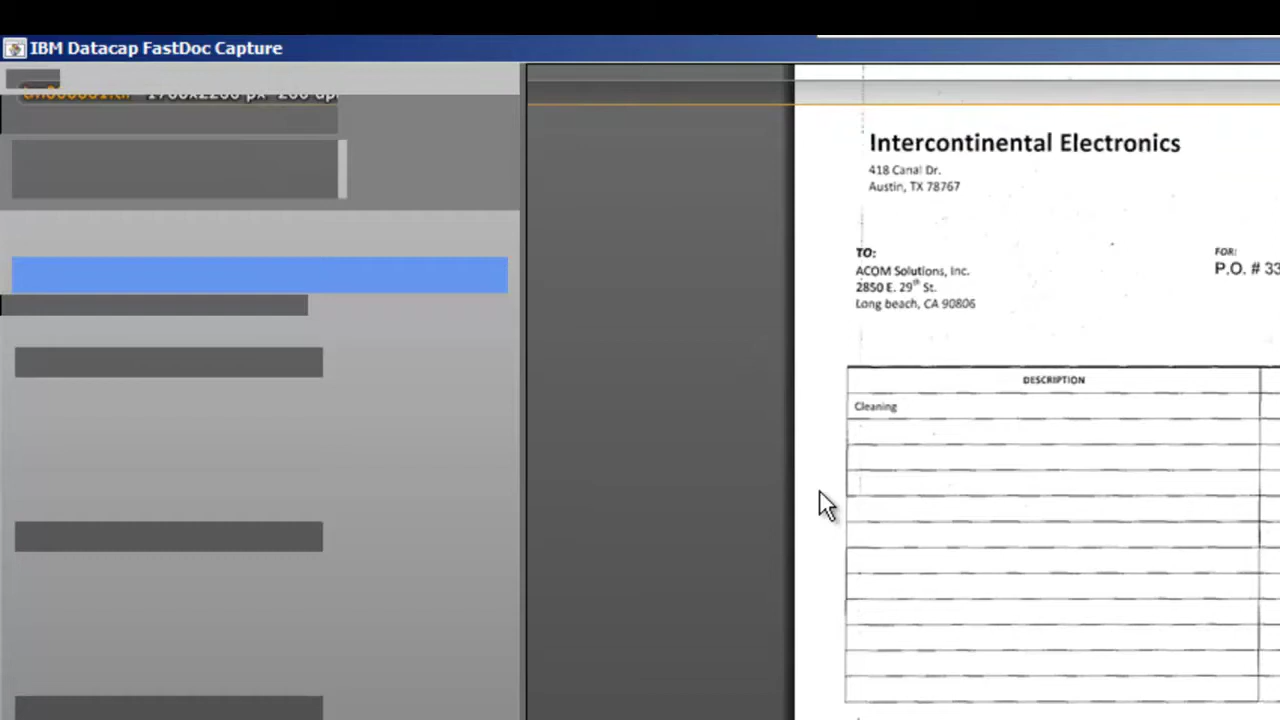 IBM Datacap FastDoc Capture
Intercontinental Electronics
418 Canal Dr.
Austin, TX 78767
TO:
ACOM Solutions, Inc.
2850 E. 29th St.
Long beach, CA 90806
FOR:
P.O. # 33
DESCRIPTION
Cleaning